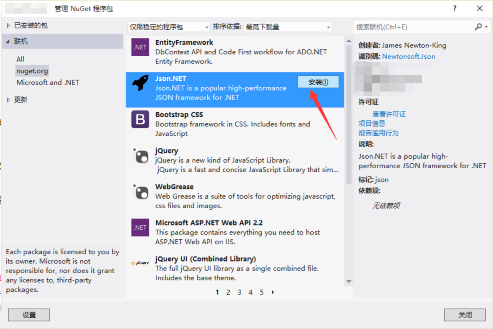 管理 NuGet 程序包
已安装的包
联机
All
nuget.org
Microsoft and .NET
更新
Each package is licensed to you by
its owner. Microsoft is not
responsible for, nor does it grant
any licenses to, third-party
packages.
设置
仅限稳定的程序包
排序依据: 最高下载量
.NET
EntityFramework
DbContext API and Code First workflow for ADO.NET
Entity Framework.
Json.NET
Json.NET is a popular high-performance
JSON framework for .NET
安装(I)
B
Bootstrap CSS
Bootstrap framework in CSS. Includes fonts and
JavaScript
jQuery
jQuery is a new kind of JavaScript Library.
jQuery is a fast and concise JavaScript Library that sim...
WebGrease
Web Grease is a suite of tools for optimizing javascript,
css files and images.
.NET
Microsoft ASP.NET Web API 2.2
This package contains everything you need to host
ASP.NET Web API on IIS.
jQuery
jQuery UI (Combined Library)
The full jQuery UI library as a single combined file.
Includes the base theme.
1 2 3 4 5
搜索联机(Ctrl+E)
创建者: James Newton-King
识别码: Newtonsoft.Json
许可证
查看许可证
项目信息
报告滥用行为
说明:
Json.NET is a popular high-
performance JSON framework for .NET
标记: json
依赖项:
无依赖项
关闭